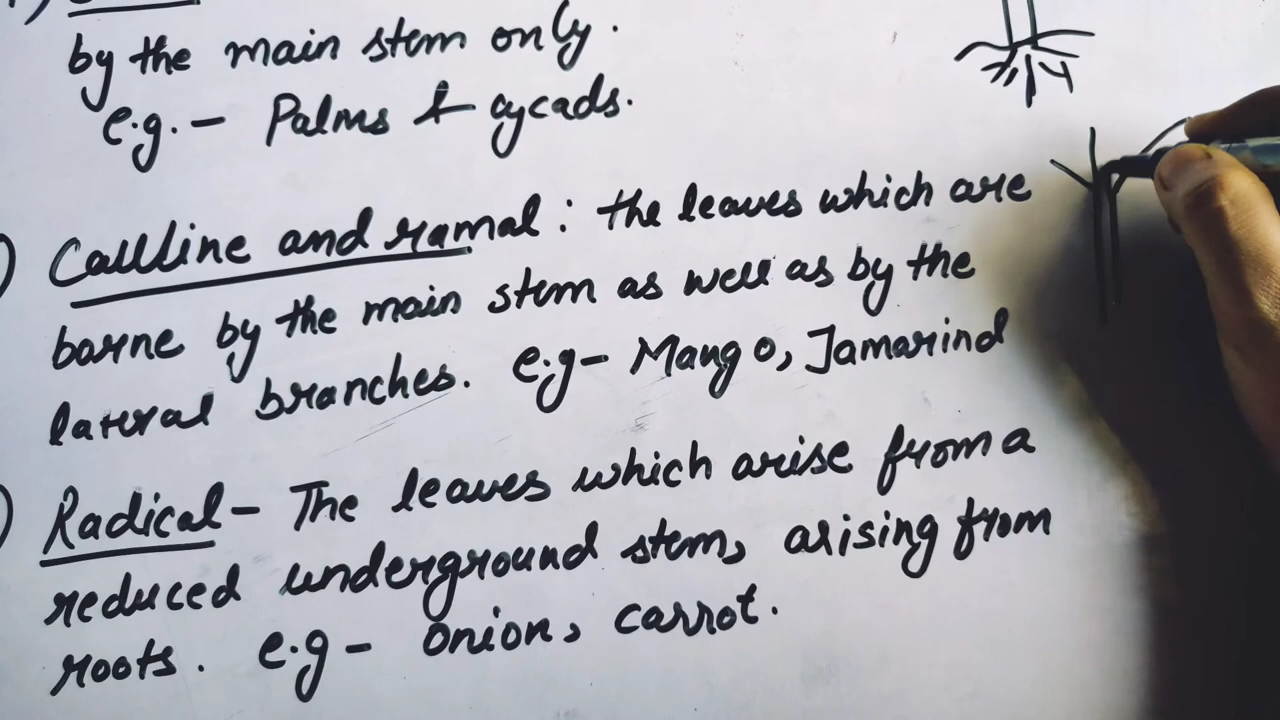 by the main stem only.
e.g. - Palms & cycads.
Caulline and ramal : the leaves which are
borne by the main stem as well as by the
lateral branches. e.g- Mango, Tamarind
Radical - The leaves which arise from a
reduced underground stem, arising from
roots. e.g - Onion, carrot.